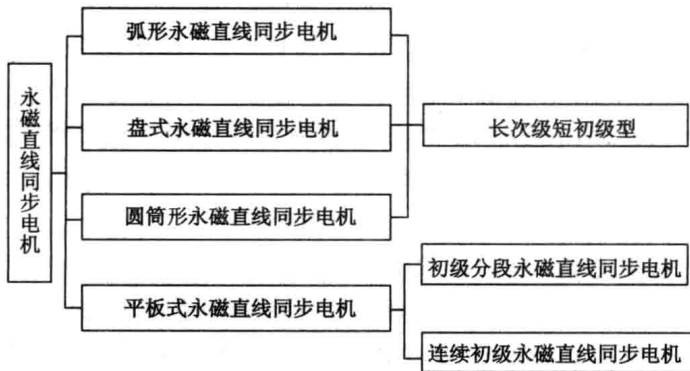 永磁直线同步电机
弧形永磁直线同步电机
盘式永磁直线同步电机
圆筒形永磁直线同步电机
平板式永磁直线同步电机
长次级短初级型
初级分段永磁直线同步电机
连续初级永磁直线同步电机